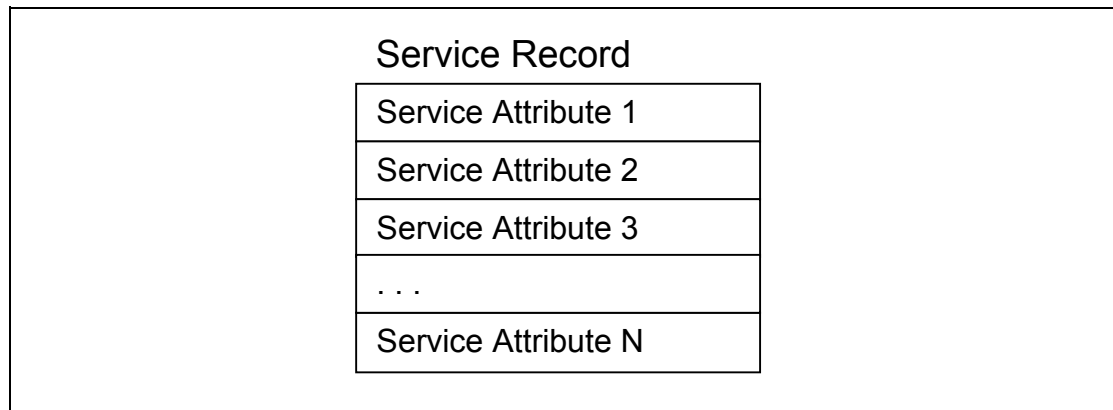 Service Record
Service Attribute 1
Service Attribute 2
Service Attribute 3
. . .
Service Attribute N